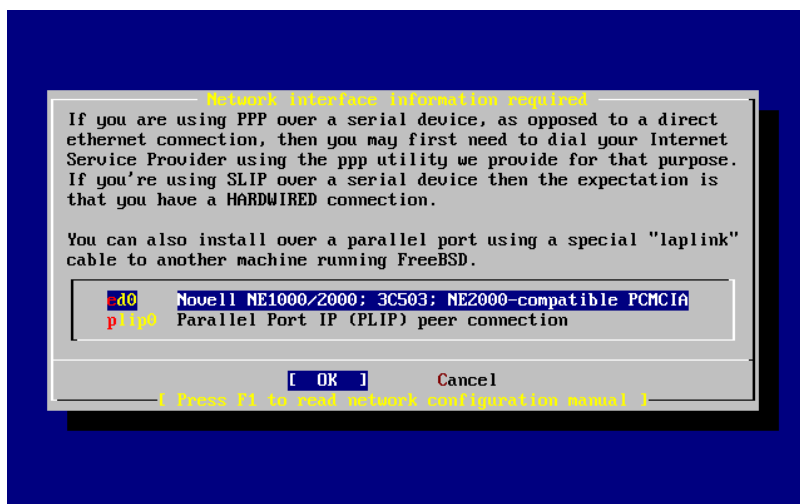 Network interface information required
If you are using PPP over a serial device, as opposed to a direct
ethernet connection, then you may first need to dial your Internet
Service Provider using the ppp utility we provide for that purpose.
If you're using SLIP over a serial device then the expectation is
that you have a HARDWIRED connection.
You can also install over a parallel port using a special "laplink"
cable to another machine running FreeBSD.
ed0 Novell NE1000/2000; 3C503; NE2000-compatible PCMCIA
plip0 Parallel Port IP (PLIP) peer connection
[ OK ] Cancel
[ Press F1 to read network configuration manual ]